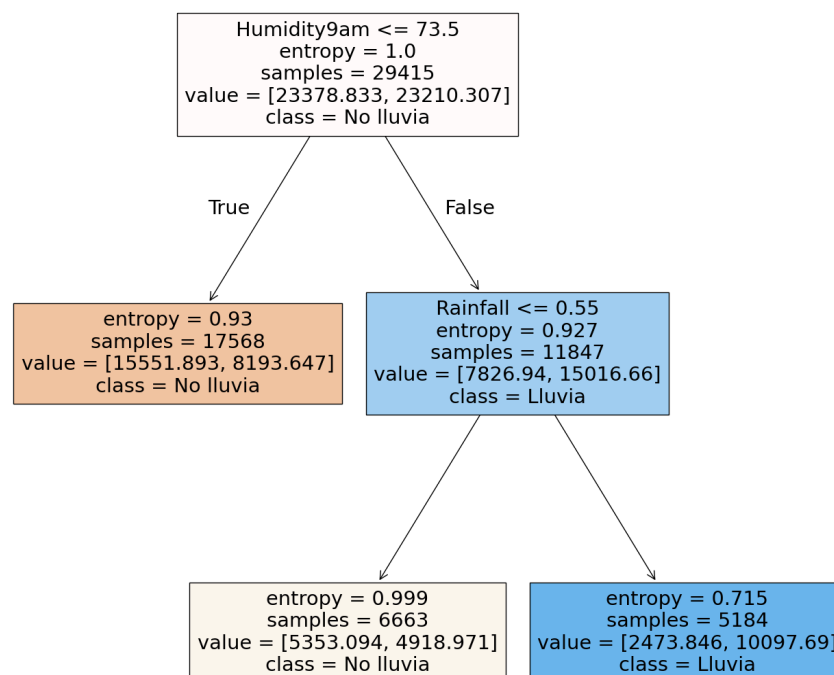 Humidity9am <= 73.5
entropy = 1.0
samples = 29415
value = [23378.833, 23210.307]
class = No lluvia
True
False
entropy = 0.93
samples = 17568
value = [15551.893, 8193.647]
class = No lluvia
Rainfall <= 0.55
entropy = 0.927
samples = 11847
value = [7826.94, 15016.66]
class = Lluvia
entropy = 0.999
samples = 6663
value = [5353.094, 4918.971]
class = No lluvia
entropy = 0.715
samples = 5184
value = [2473.846, 10097.69]
class = Lluvia